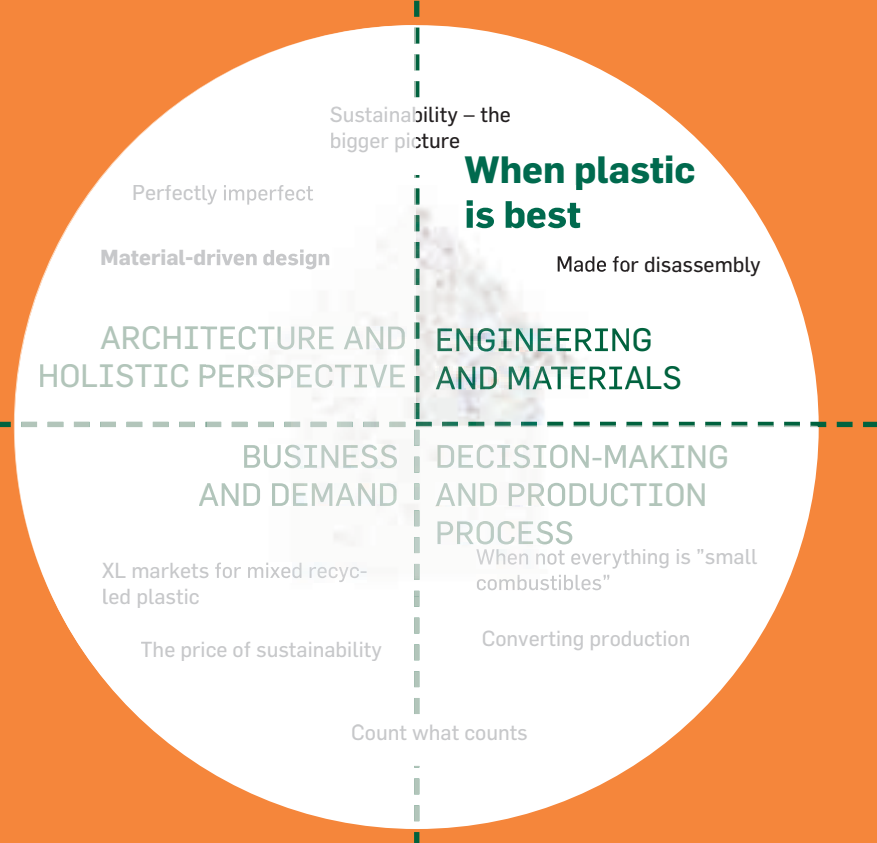 Sustainability – the
bigger picture
When plastic
is best
Perfectly imperfect
Material-driven design
Made for disassembly
ARCHITECTURE AND
HOLISTIC PERSPECTIVE
ENGINEERING
AND MATERIALS
BUSINESS
AND DEMAND
DECISION-MAKING
AND PRODUCTION
PROCESS
XL markets for mixed recyc-
led plastic
The price of sustainability
When not everything is ”small
combustibles”
Converting production
Count what counts